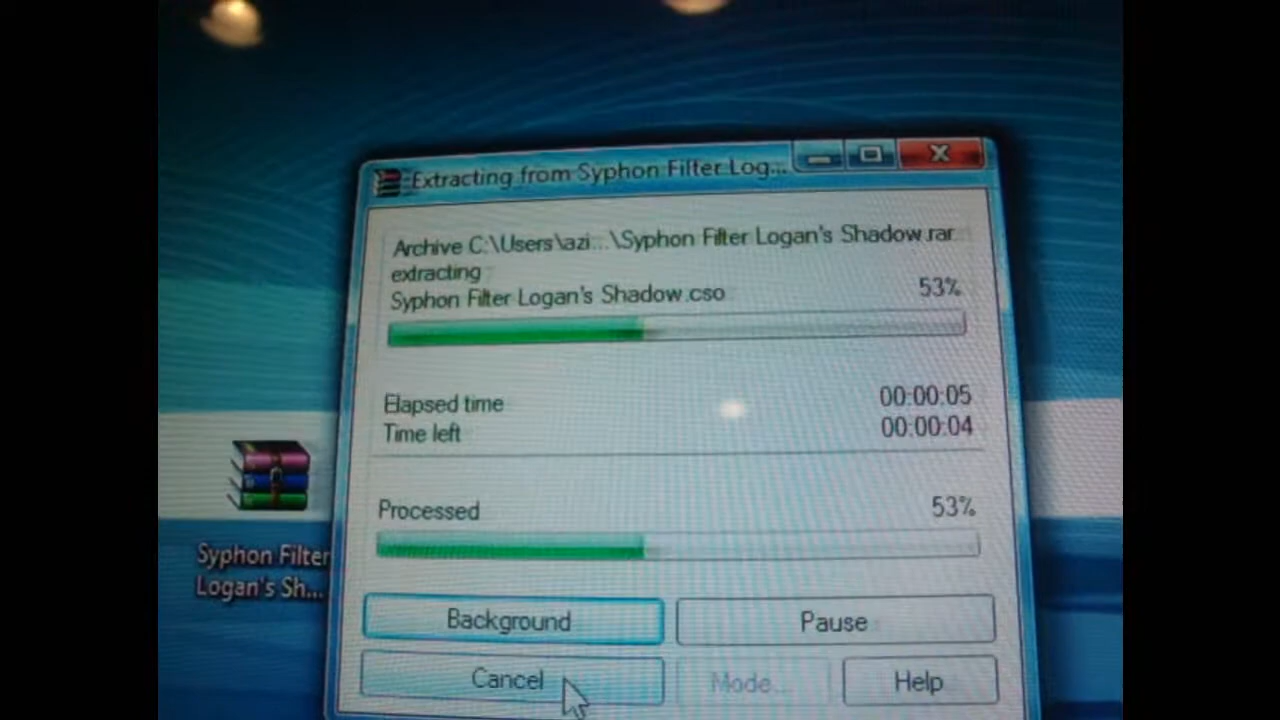 Extracting from Syphon Filter Log...
Archive C:\Users\azi...\Syphon Filter Logan's Shadow.rar
extracting
Syphon Filter Logan's Shadow.cso 53%
Elapsed time 00:00:05
Time left 00:00:04
Processed 53%
Syphon Filter
Logan's Sh...
Background Pause
Cancel Mode... Help